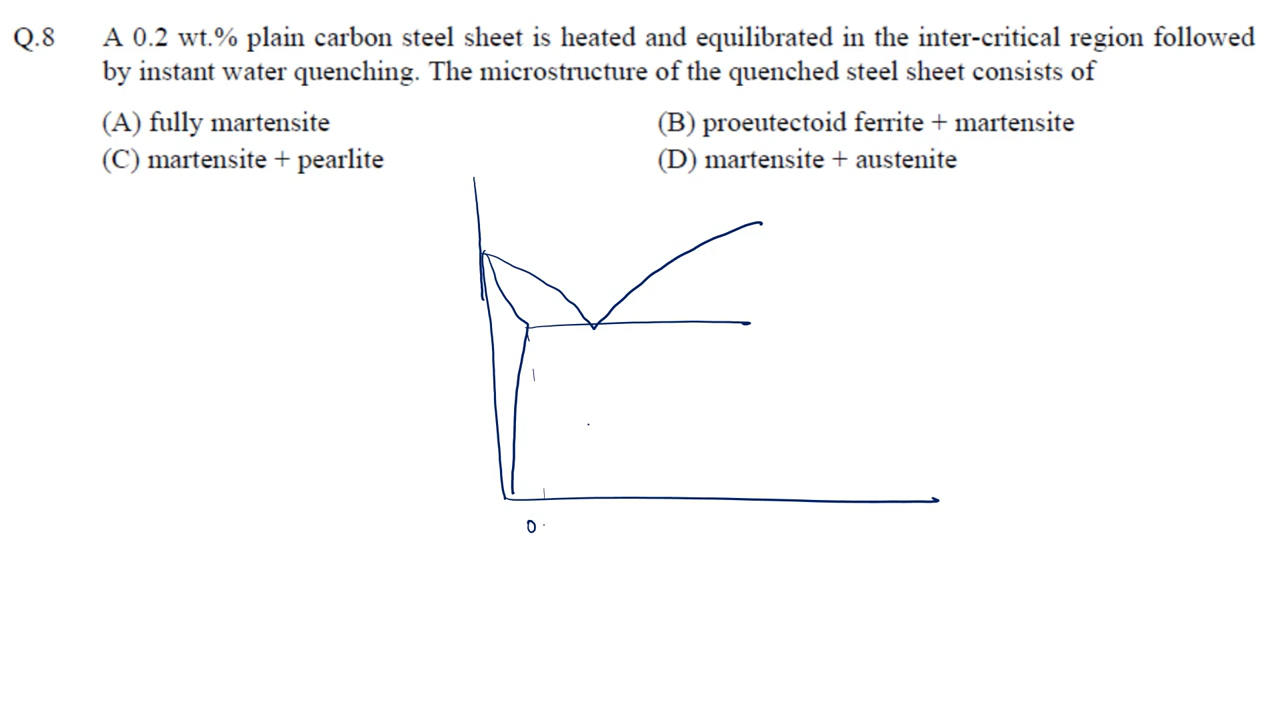 Q.8 A 0.2 wt.% plain carbon steel sheet is heated and equilibrated in the inter-critical region followed
by instant water quenching. The microstructure of the quenched steel sheet consists of
(A) fully martensite (B) proeutectoid ferrite + martensite
(C) martensite + pearlite (D) martensite + austenite
0.